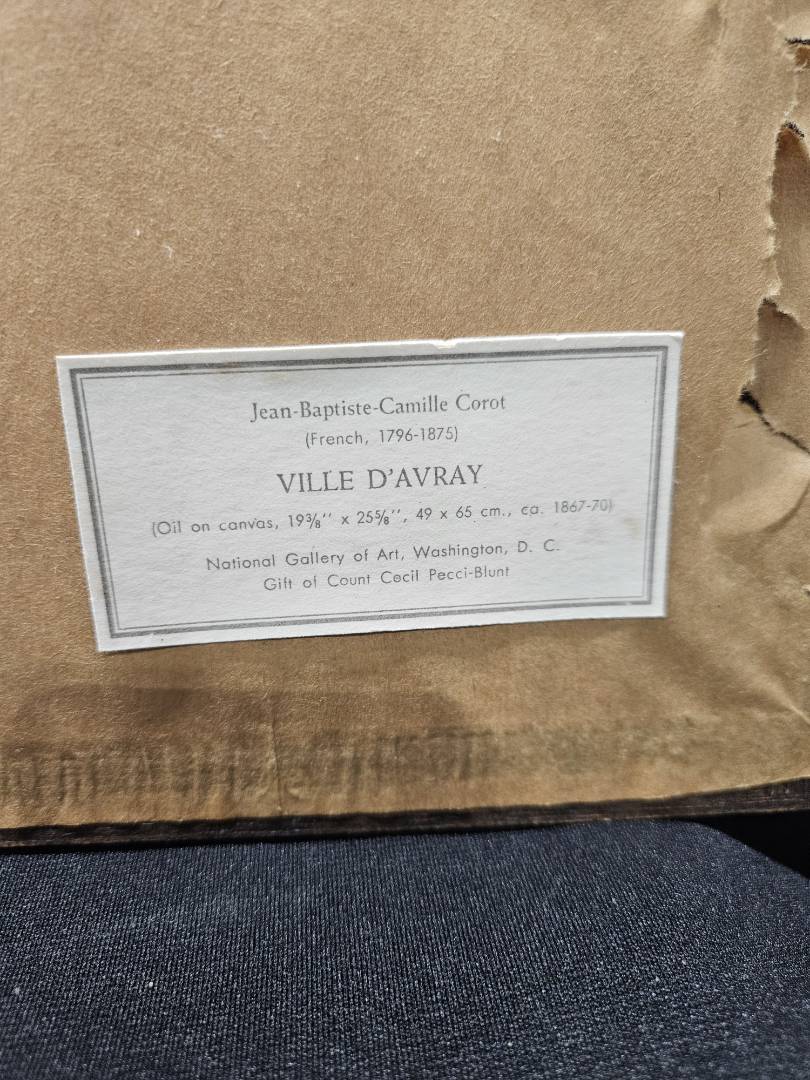 Jean-Baptiste-Camille Corot
(French, 1796-1875)
VILLE D'AVRAY
(Oil on canvas, 19⅜'' x 25⅝'', 49 x 65 cm., ca. 1867-70)
National Gallery of Art, Washington, D. C.
Gift of Count Cecil Pecci-Blunt